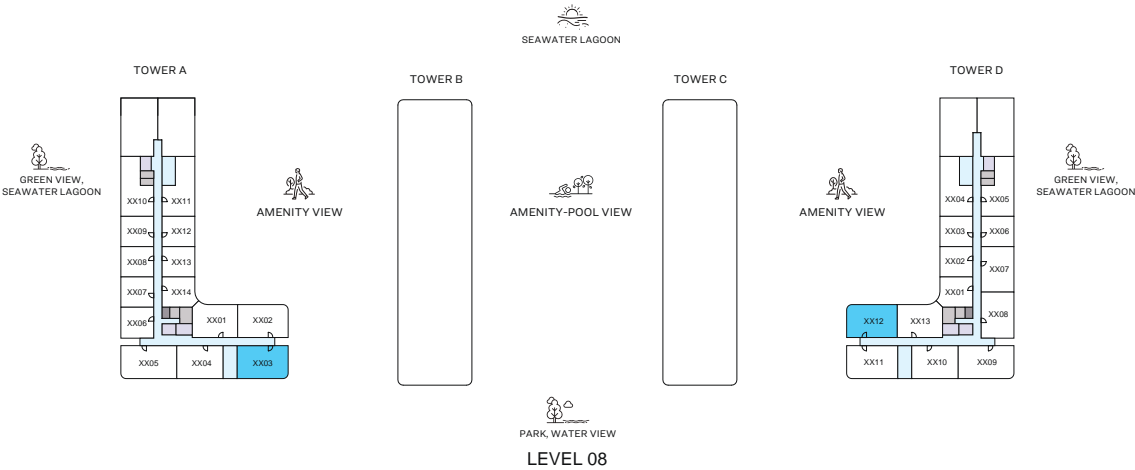 SEAWATER LAGOON
TOWER A
TOWER B
TOWER C
TOWER D
GREEN VIEW,
SEAWATER LAGOON
AMENITY VIEW
AMENITY-POOL VIEW
AMENITY VIEW
GREEN VIEW,
SEAWATER LAGOON
XX10 XX11
XX09 XX12
XX08 XX13
XX07 XX14
XX06 XX01 XX02
XX05 XX04 XX03
XX04 XX05
XX03 XX06
XX02 XX07
XX01
XX12 XX13 XX08
XX11 XX10 XX09
PARK, WATER VIEW
LEVEL 08